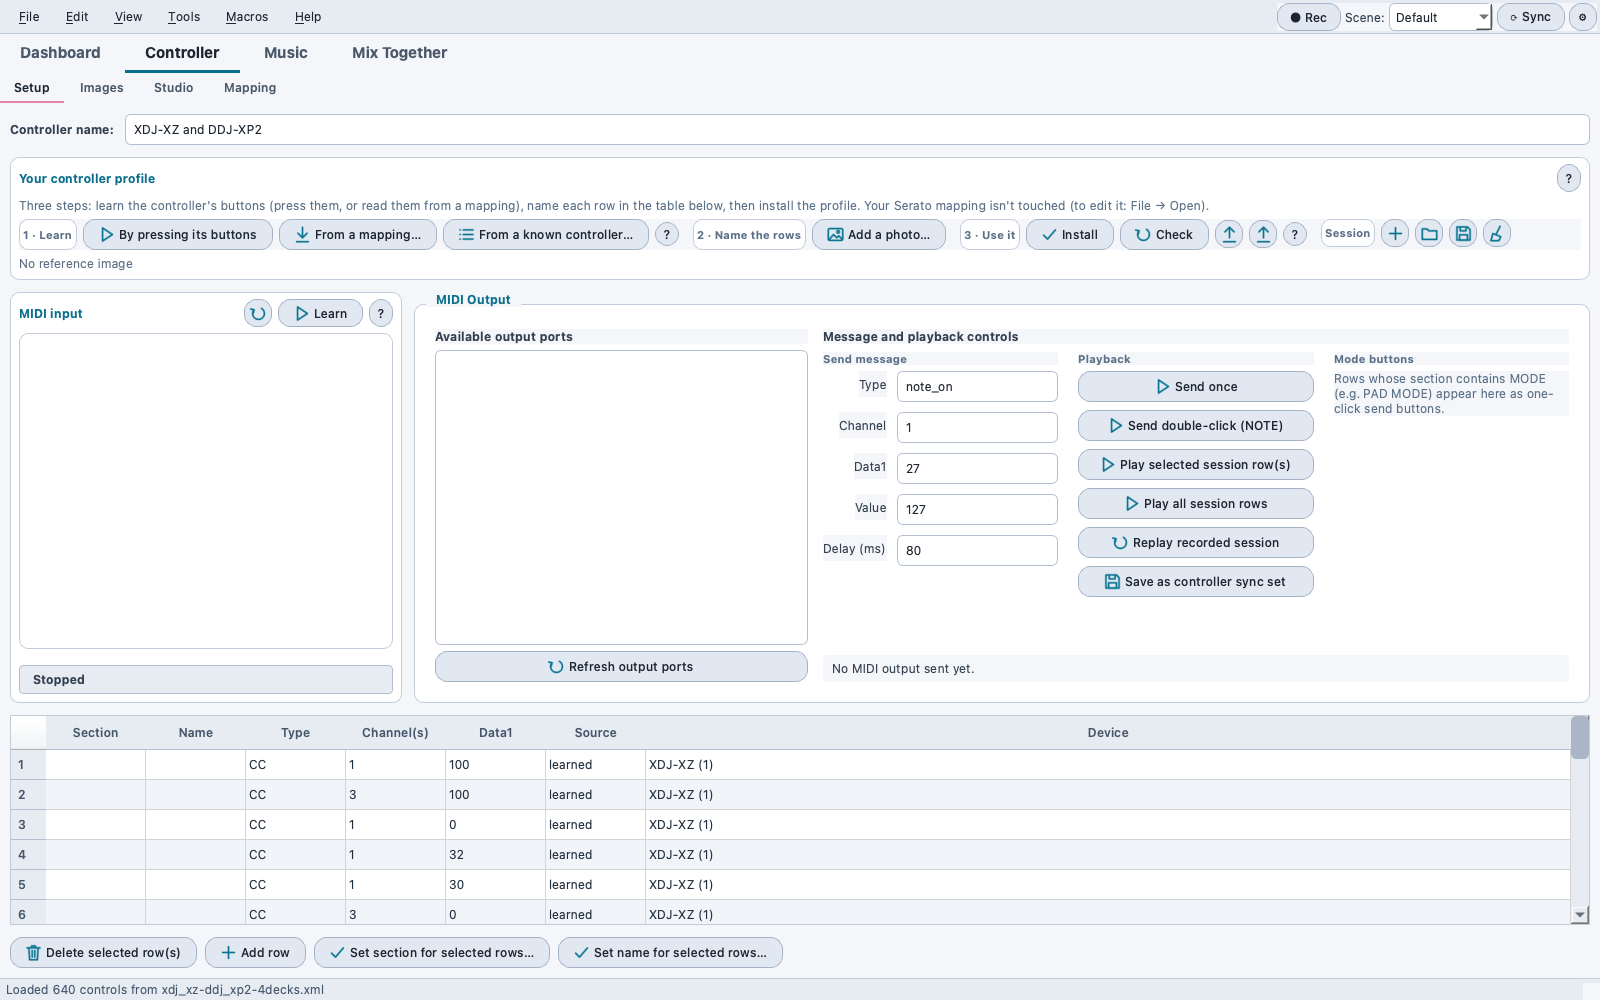 File Edit View Tools Macros Help
Rec Scene: Default Sync
Dashboard Controller Music Mix Together
Setup Images Studio Mapping
Controller name: XDJ-XZ and DDJ-XP2
Your controller profile ?
Three steps: learn the controller's buttons (press them, or read them from a mapping), name each row in the table below, then install the profile. Your Serato mapping isn't touched (to edit it: File → Open).
1 · Learn By pressing its buttons From a mapping... From a known controller... ? 2 · Name the rows Add a photo... 3 · Use it Install Check ? Session
No reference image
MIDI input Learn ?
Stopped
MIDI Output
Available output ports
Refresh output ports
Message and playback controls
Send message
Type note_on
Channel 1
Data1 27
Value 127
Delay (ms) 80
Playback
Send once
Send double-click (NOTE)
Play selected session row(s)
Play all session rows
Replay recorded session
Save as controller sync set
Mode buttons
Rows whose section contains MODE
(e.g. PAD MODE) appear here as one-
click send buttons.
No MIDI output sent yet.
Section Name Type Channel(s) Data1 Source Device
1 CC 1 100 learned XDJ-XZ (1)
2 CC 3 100 learned XDJ-XZ (1)
3 CC 1 0 learned XDJ-XZ (1)
4 CC 1 32 learned XDJ-XZ (1)
5 CC 1 30 learned XDJ-XZ (1)
6 CC 3 0 learned XDJ-XZ (1)
Delete selected row(s) Add row Set section for selected rows... Set name for selected rows...
Loaded 640 controls from xdj_xz-ddj_xp2-4decks.xml